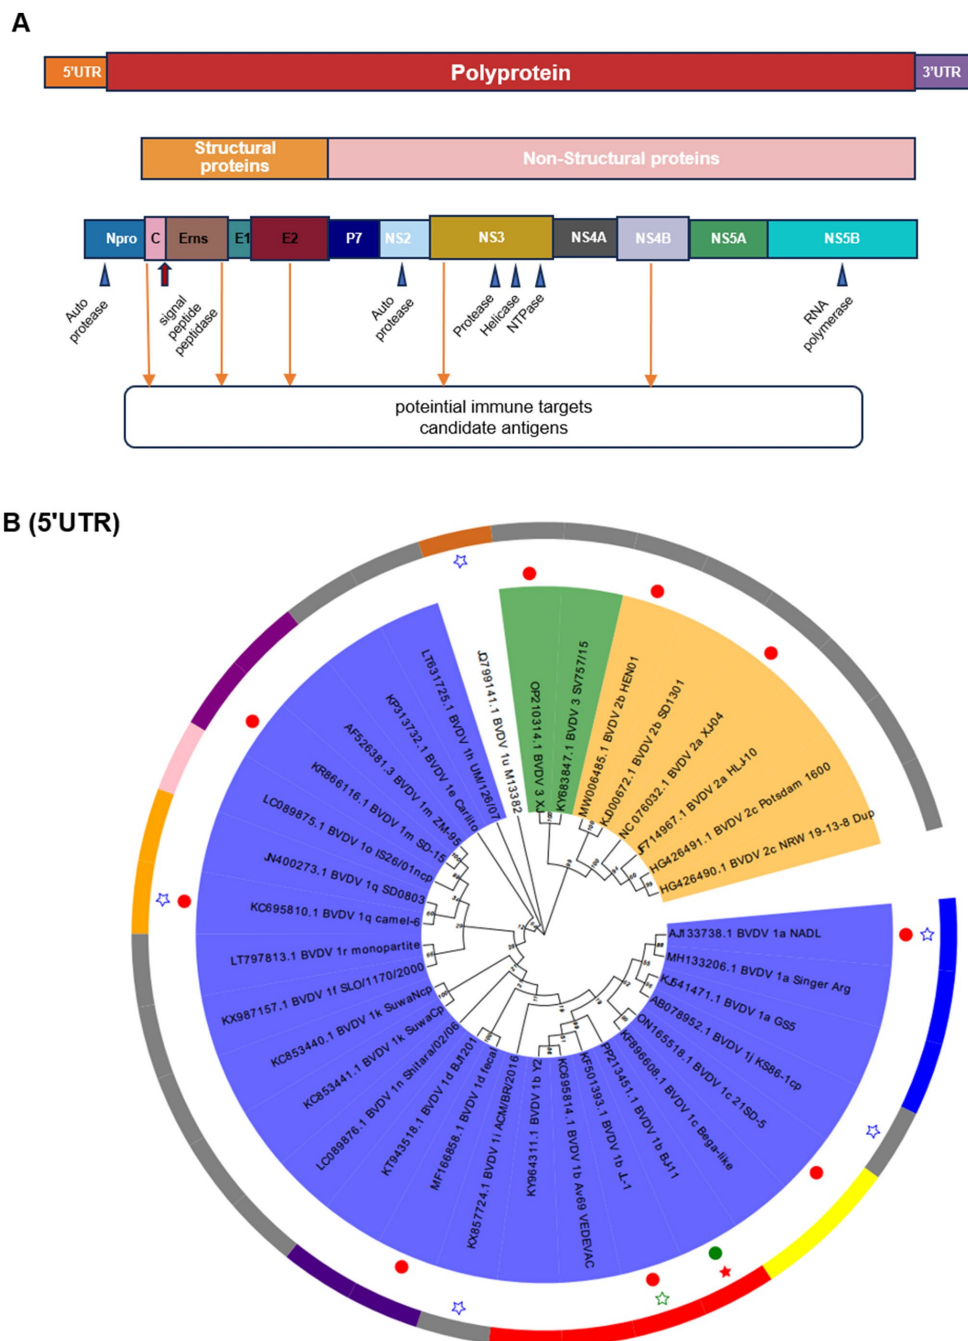 A
5'UTR
Polyprotein
3'UTR
Structural
proteins
Non-Structural proteins
Npro
C
Erns
E1
E2
P7
NS2
NS3
NS4A
NS4B
NS5A
NS5B
Auto
protease
signal
peptide
peptidase
Auto
protease
Protease
Helicase
NTPase
RNA
polymerase
poteintial immune targets
candidate antigens
B (5'UTR)
JQ799141.1 BVDV 1u M13382
OP210314.1 BVDV 3 XJ
KY683847.1 BVDV 3 SV757/15
MW006485.1 BVDV 2b HEN01
KJ000672.1 BVDV 2b SD1301
NC 076032.1 BVDV 2a XJ04
JF714967.1 BVDV 2a HLJ-10
HG426491.1 BVDV 2c Potsdam 1600
HG426490.1 BVDV 2c NRW 19-13-8 Dup
AJ133738.1 BVDV 1a NADL
MH133206.1 BVDV 1a Singer Arg
KJ541471.1 BVDV 1a GS5
AB078952.1 BVDV 1j KS86-1cp
ON165518.1 BVDV 1c 21SD-5
KF896608.1 BVDV 1c Bega-like
PP213451.1 BVDV 1b BJ-11
KF501393.1 BVDV 1b JL-1
KC695814.1 BVDV 1b Av69 VEDEVAC
KY964311.1 BVDV 1b Y2
KX857724.1 BVDV 1i ACM/BR/2016
MF166858.1 BVDV 1d fecal
KT943518.1 BVDV 1d BJ1201
LC089876.1 BVDV 1n Shitara/02/06
KC853441.1 BVDV 1k SuwaCp
KC853440.1 BVDV 1k SuwaNcp
KX987157.1 BVDV 1f SLO/1170/2000
LT797813.1 BVDV 1r monopartite
KC695810.1 BVDV 1q camel-6
JN400273.1 BVDV 1q SD0803
LC089875.1 BVDV 1o IS26/01ncp
KR866116.1 BVDV 1m SD-15
AF526381.3 BVDV 1m ZM-95
KP313732.1 BVDV 1e Carlito
LT631725.1 BVDV 1h UM/126/07